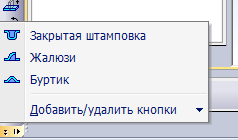 Закрытая штамповка
Жалюзи
Буртик
Добавить/удалить кнопки